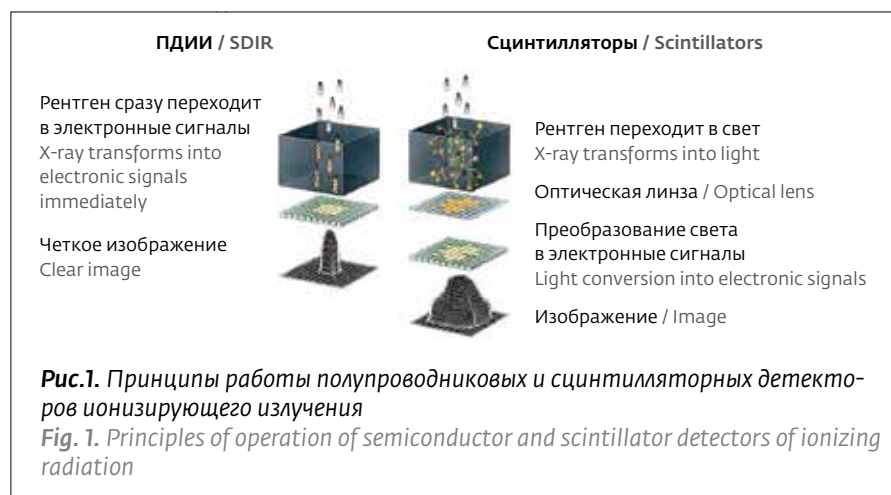 ПДИИ / SDIR
Сцинтилляторы / Scintillators
Рентген сразу переходит
в электронные сигналы
X-ray transforms into
electronic signals
immediately
Четкое изображение
Clear image
Рентген переходит в свет
X-ray transforms into light
Оптическая линза / Optical lens
Преобразование света
в электронные сигналы
Light conversion into electronic signals
Изображение / Image
Рис.1. Принципы работы полупроводниковых и сцинтилляторных детекто-
ров ионизирующего излучения
Fig. 1. Principles of operation of semiconductor and scintillator detectors of ionizing
radiation